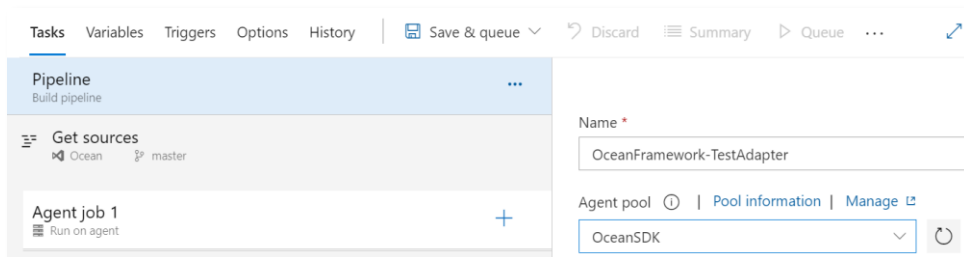 Tasks Variables Triggers Options History Save & queue Discard Summary Queue ...
Pipeline
Build pipeline
Get sources
Ocean master
Agent job 1
Run on agent
Name *
OceanFramework-TestAdapter
Agent pool | Pool information | Manage
OceanSDK